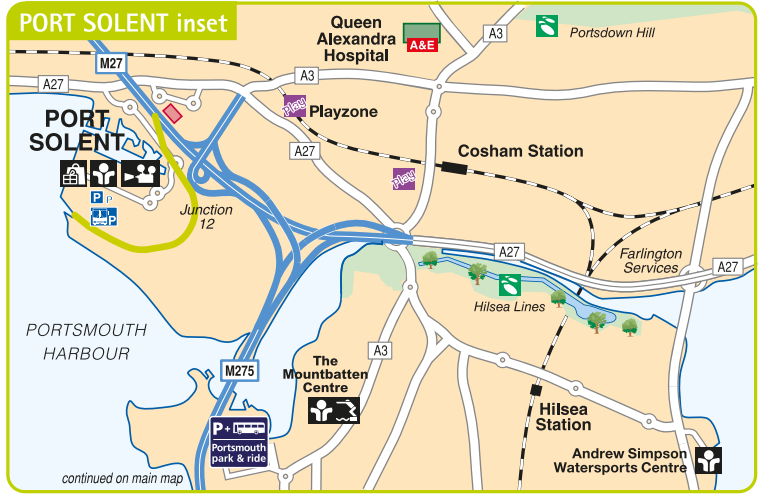 PORT SOLENT inset
Queen
Alexandra
Hospital
A&E
A3
Portsdown Hill
M27
A27
A3
PORT
SOLENT
Play
Playzone
A27
Cosham Station
Play
P P
P
Junction
12
A27
Farlington
Services
A27
Hilsea Lines
PORTSMOUTH
HARBOUR
The
Mountbatten
Centre
A3
M275
Hilsea
Station
P+
Portsmouth
park & ride
Andrew Simpson
Watersports Centre
continued on main map